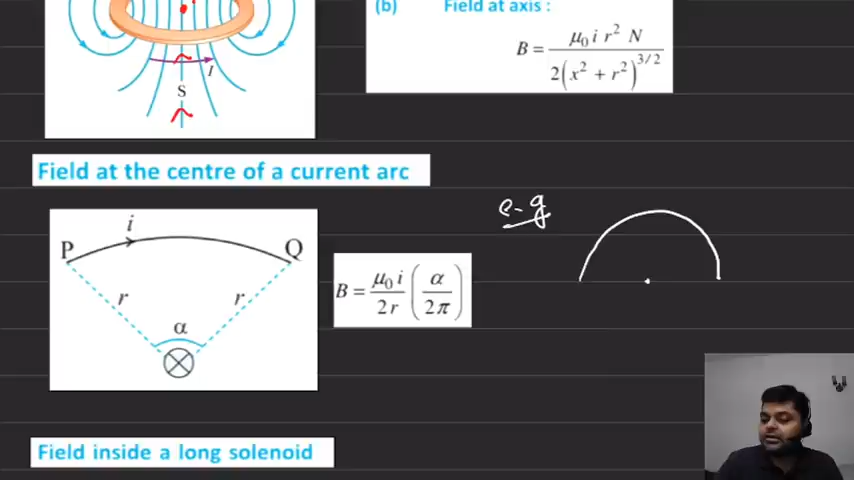 (b) Field at axis :
B = μ₀ i r² N / 2(x² + r²)^3/2
I
S
Field at the centre of a current arc
e-g
i
P
Q
r
r
α
B = μ₀ i / 2r (α / 2π)
Field inside a long solenoid